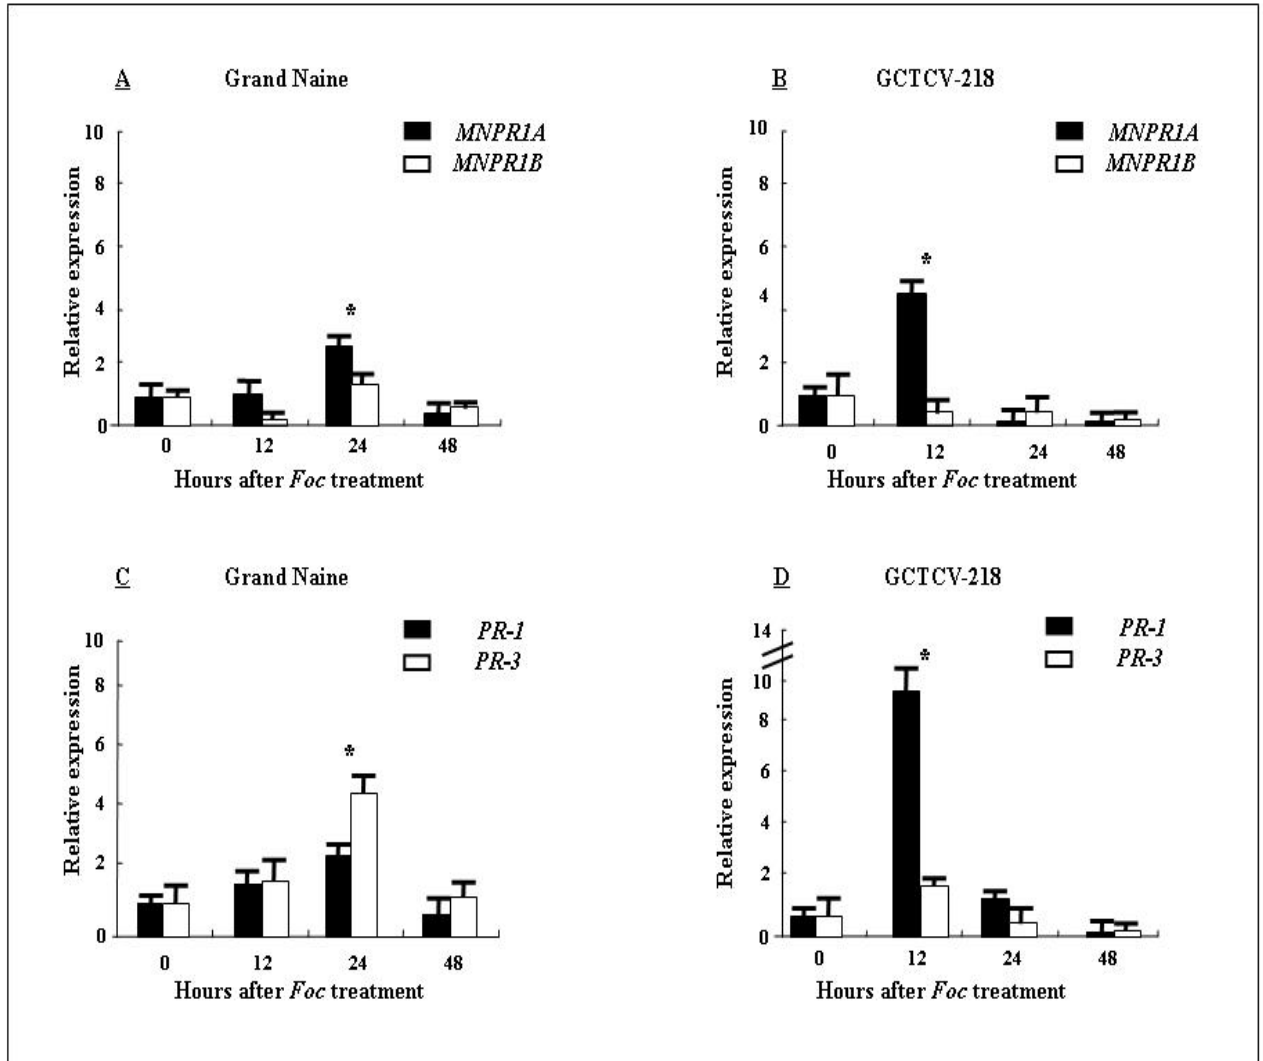 A Grand Naine
MNPR1A
MNPR1B
Relative expression
10
8
6
4
2
0
0 12 24 48
*
Hours after Foc treatment
B GCTCV-218
MNPR1A
MNPR1B
Relative expression
10
8
6
4
2
0
0 12 24 48
*
Hours after Foc treatment
C Grand Naine
PR-1
PR-3
Relative expression
10
8
6
4
2
0
0 12 24 48
*
Hours after Foc treatment
D GCTCV-218
PR-1
PR-3
Relative expression
14
10
8
6
4
2
0
0 12 24 48
*
Hours after Foc treatment